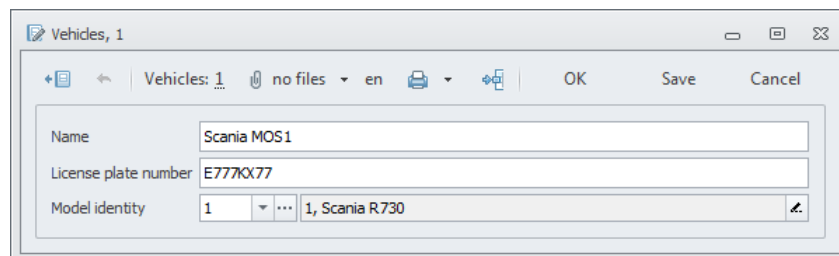 Vehicles, 1
Vehicles: 1 no files en OK Save Cancel
Name Scania MOS1
License plate number E777KX77
Model identity 1 ... 1, Scania R730